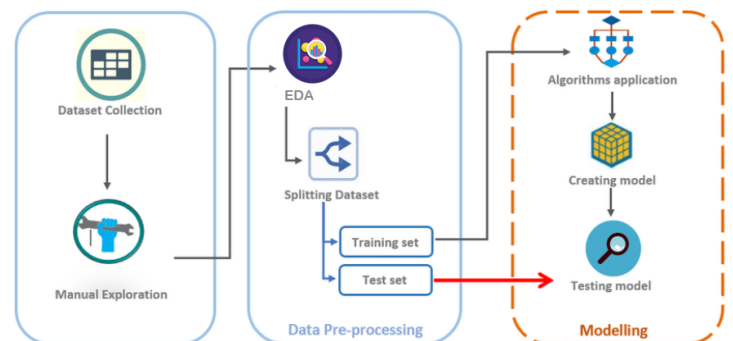 Dataset Collection
Manual Exploration
EDA
Splitting Dataset
Training set
Test set
Data Pre-processing
Algorithms application
Creating model
Testing model
Modelling